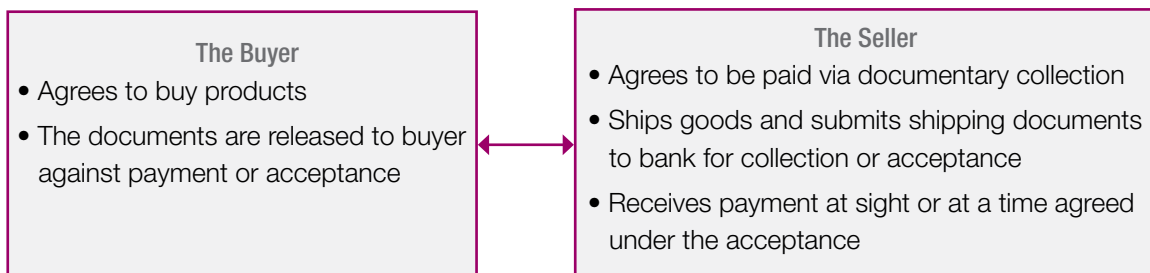 The Buyer
• Agrees to buy products
• The documents are released to buyer
against payment or acceptance
The Seller
• Agrees to be paid via documentary collection
• Ships goods and submits shipping documents
to bank for collection or acceptance
• Receives payment at sight or at a time agreed
under the acceptance